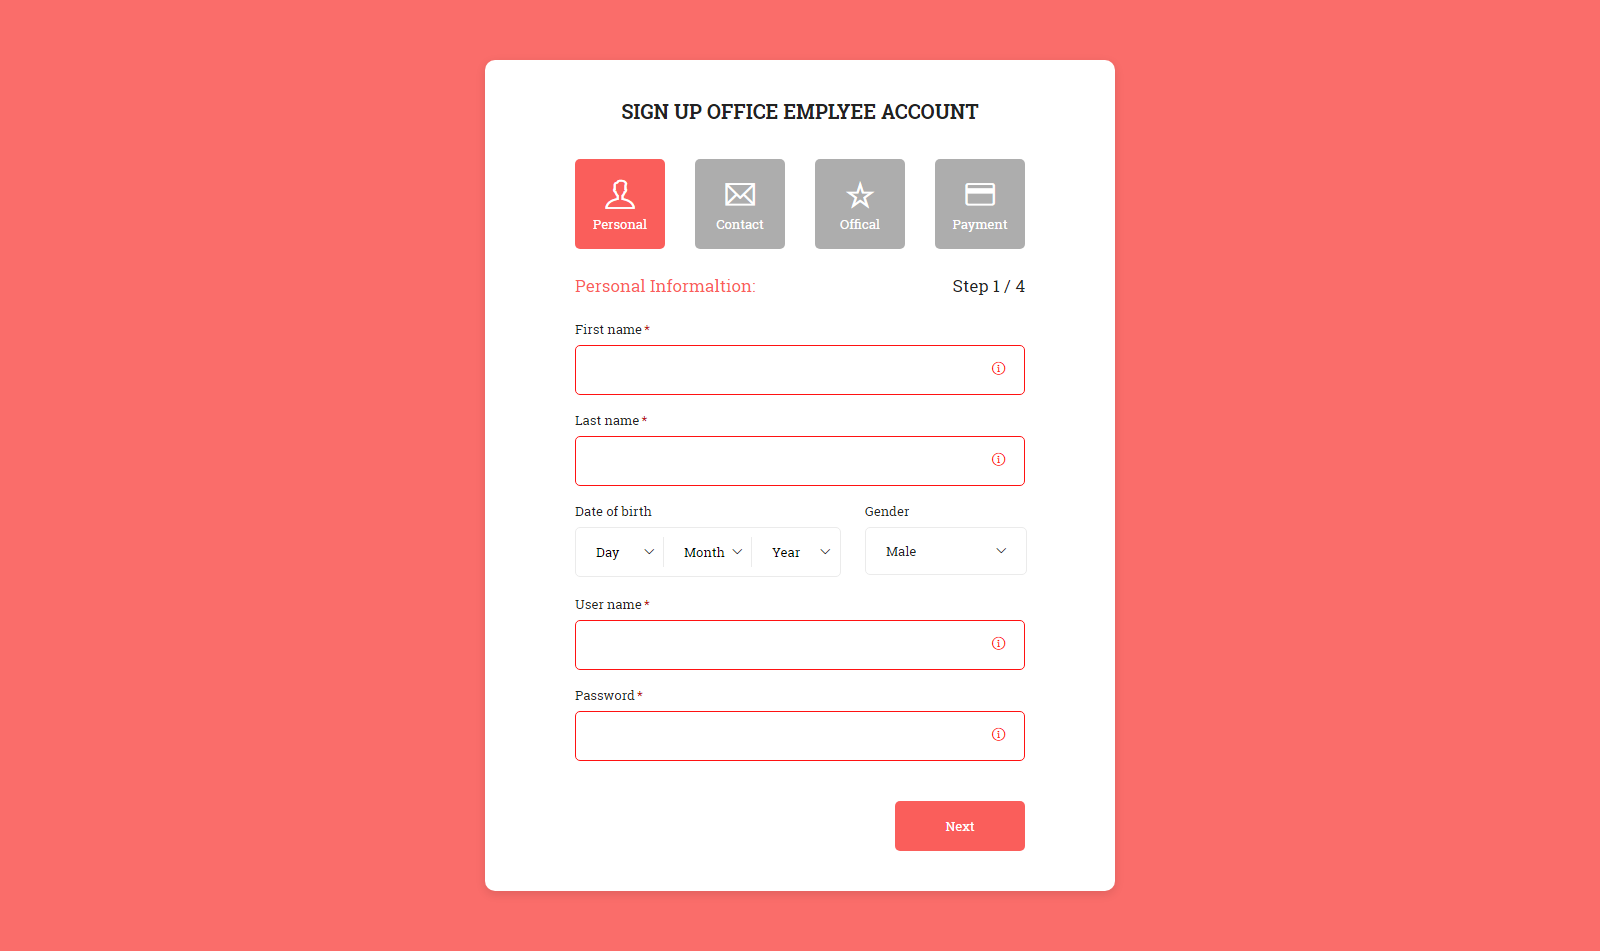 SIGN UP OFFICE EMPLYEE ACCOUNT
Personal Contact Offical Payment
Personal Informaltion: Step 1 / 4
First name *
Last name *
Date of birth Gender
Day Month Year Male
User name *
Password *
Next